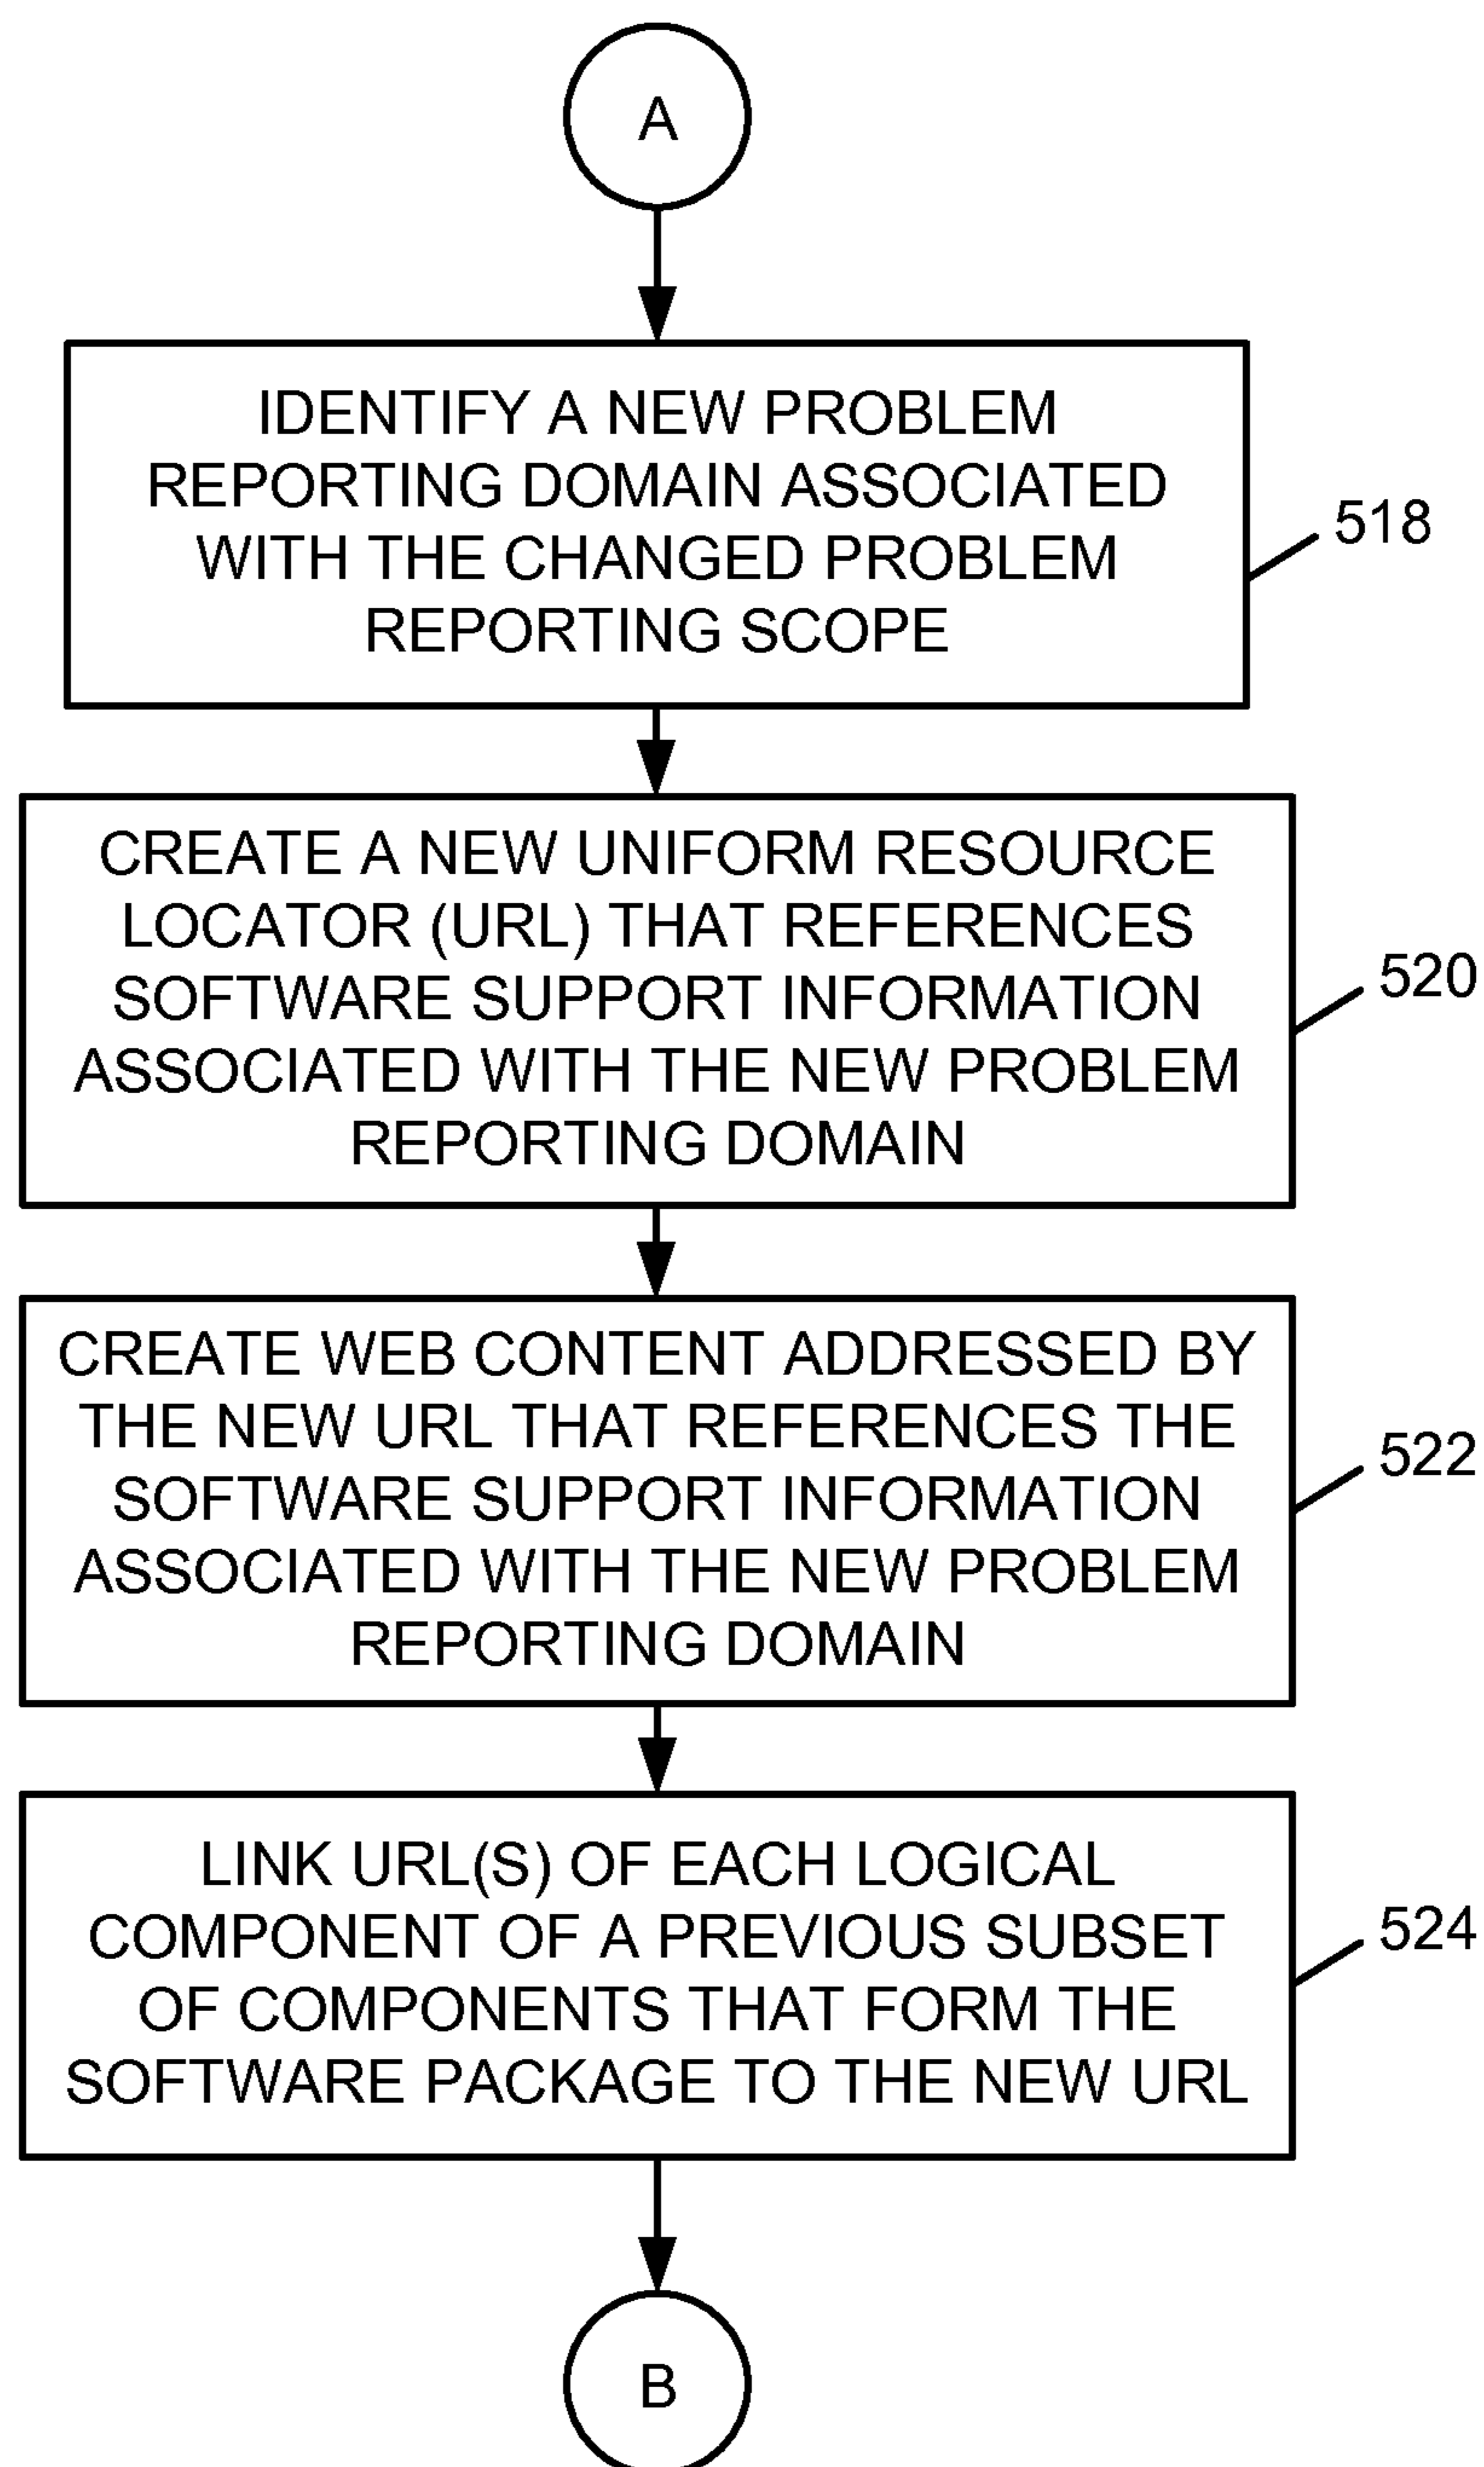 A
IDENTIFY A NEW PROBLEM
REPORTING DOMAIN ASSOCIATED
WITH THE CHANGED PROBLEM
REPORTING SCOPE
518
CREATE A NEW UNIFORM RESOURCE
LOCATOR (URL) THAT REFERENCES
SOFTWARE SUPPORT INFORMATION
ASSOCIATED WITH THE NEW PROBLEM
REPORTING DOMAIN
520
CREATE WEB CONTENT ADDRESSED BY
THE NEW URL THAT REFERENCES THE
SOFTWARE SUPPORT INFORMATION
ASSOCIATED WITH THE NEW PROBLEM
REPORTING DOMAIN
522
LINK URL(S) OF EACH LOGICAL
COMPONENT OF A PREVIOUS SUBSET
OF COMPONENTS THAT FORM THE
SOFTWARE PACKAGE TO THE NEW URL
524
B